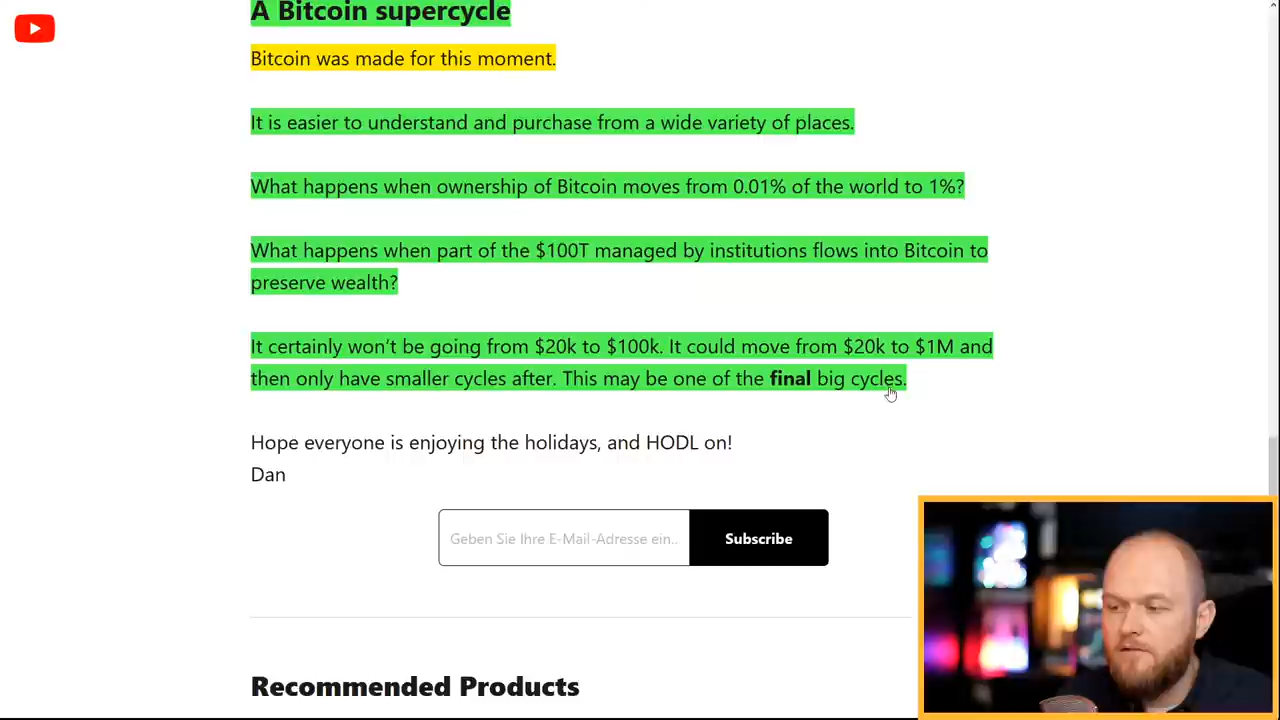 A Bitcoin supercycle
Bitcoin was made for this moment.
It is easier to understand and purchase from a wide variety of places.
What happens when ownership of Bitcoin moves from 0.01% of the world to 1%?
What happens when part of the $100T managed by institutions flows into Bitcoin to
preserve wealth?
It certainly won’t be going from $20k to $100k. It could move from $20k to $1M and
then only have smaller cycles after. This may be one of the final big cycles.
Hope everyone is enjoying the holidays, and HODL on!
Dan
Geben Sie Ihre E-Mail-Adresse ein..
Subscribe
Recommended Products